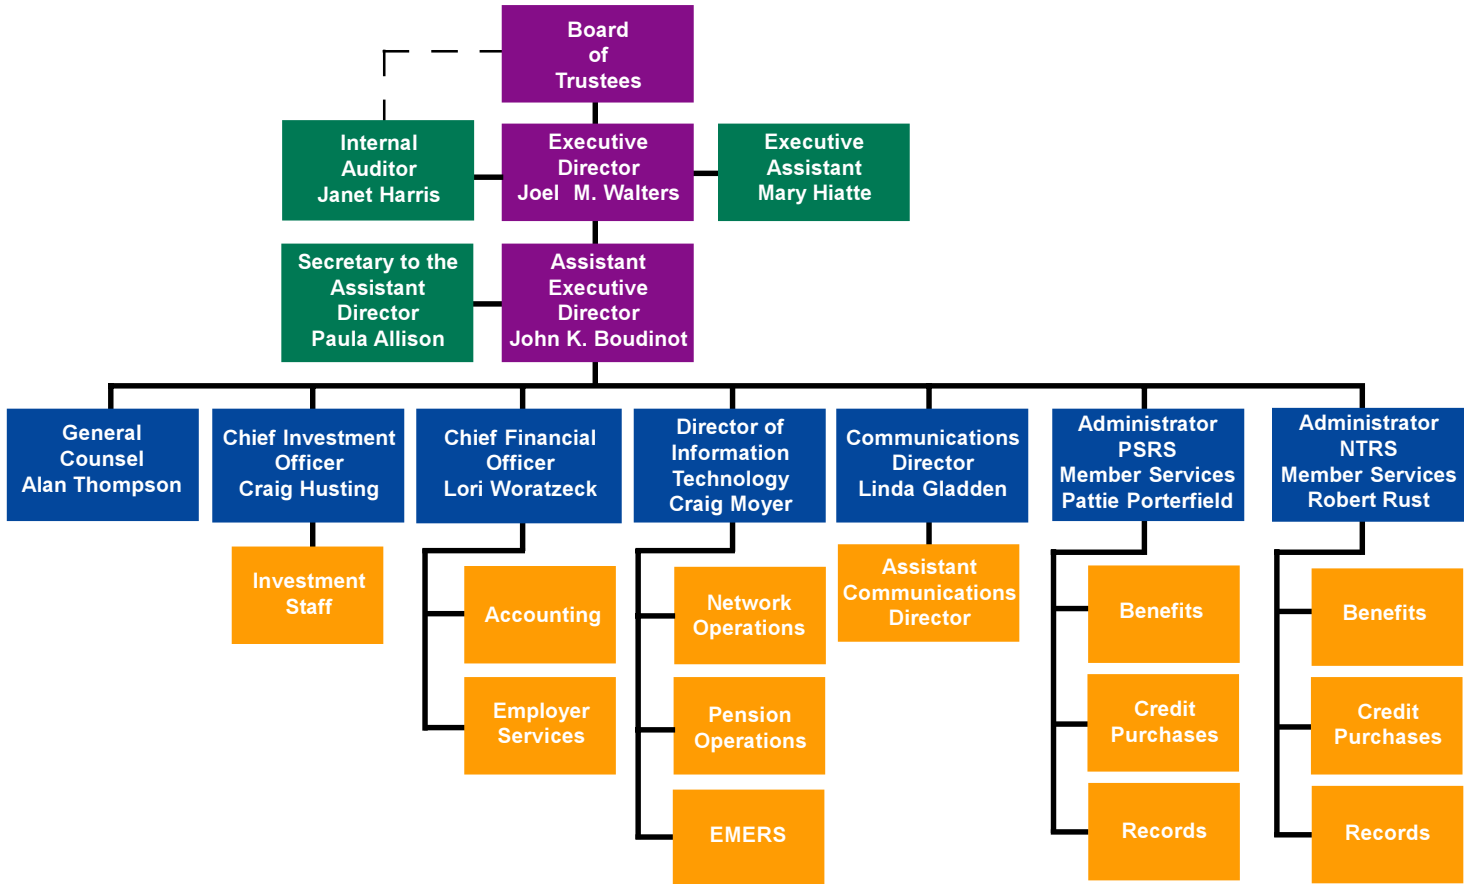 Board
of
Trustees
Internal
Auditor
Janet Harris
Executive
Director
Joel M. Walters
Executive
Assistant
Mary Hiatte
Secretary to the
Assistant
Director
Paula Allison
Assistant
Executive
Director
John K. Boudinot
General
Counsel
Alan Thompson
Chief Investment
Officer
Craig Husting
Chief Financial
Officer
Lori Woratzeck
Director of
Information
Technology
Craig Moyer
Communications
Director
Linda Gladden
Administrator
PSRS
Member Services
Pattie Porterfield
Administrator
NTRS
Member Services
Robert Rust
Investment
Staff
Accounting
Employer
Services
Network
Operations
Pension
Operations
EMERS
Assistant
Communications
Director
Benefits
Credit
Purchases
Records
Benefits
Credit
Purchases
Records